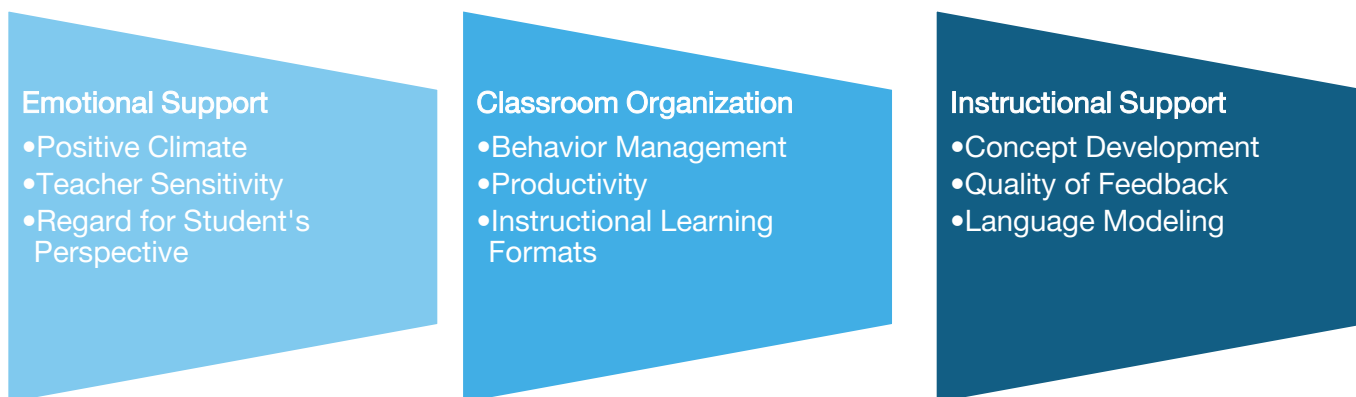 Emotional Support
•Positive Climate
•Teacher Sensitivity
•Regard for Student's
Perspective
Classroom Organization
•Behavior Management
•Productivity
•Instructional Learning
Formats
Instructional Support
•Concept Development
•Quality of Feedback
•Language Modeling